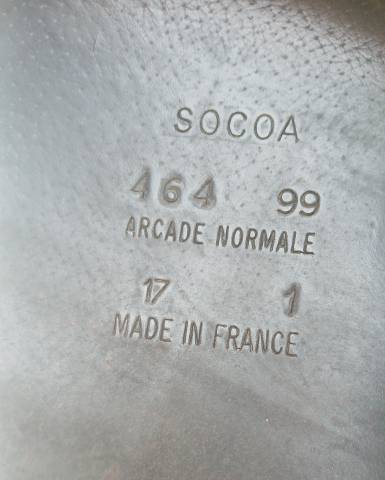 SOCOA
464 99
ARCADE NORMALE
17 1
MADE IN FRANCE